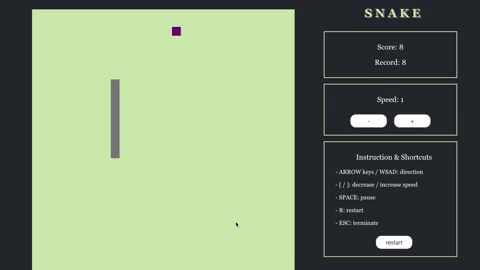 SNAKE
Score: 8
Record: 8
Speed: 1
- +
Instruction & Shortcuts
- ARROW keys / WSAD: direction
- [ / ]: decrease / increase speed
- SPACE: pause
- R: restart
- ESC: terminate
restart